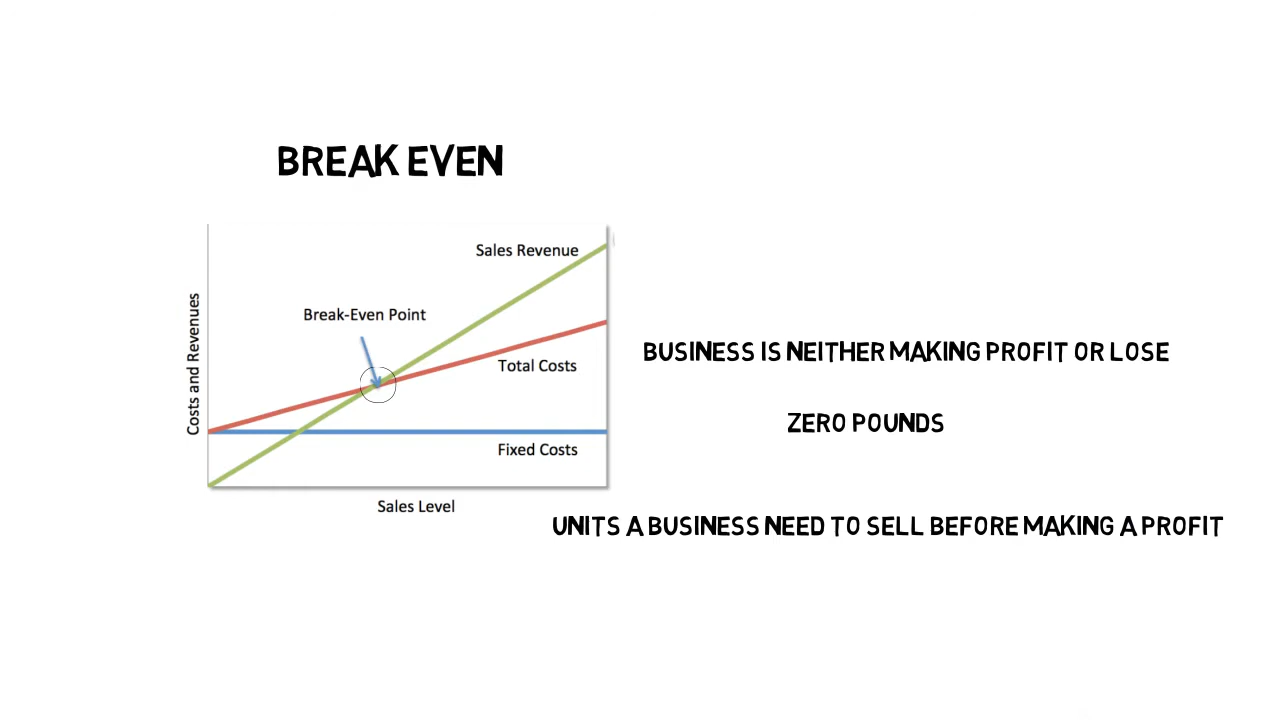 BREAK EVEN
Sales Revenue
Break-Even Point
Costs and Revenues
Total Costs
Fixed Costs
Sales Level
BUSINESS IS NEITHER MAKING PROFIT OR LOSE
ZERO POUNDS
UNITS A BUSINESS NEED TO SELL BEFORE MAKING A PROFIT